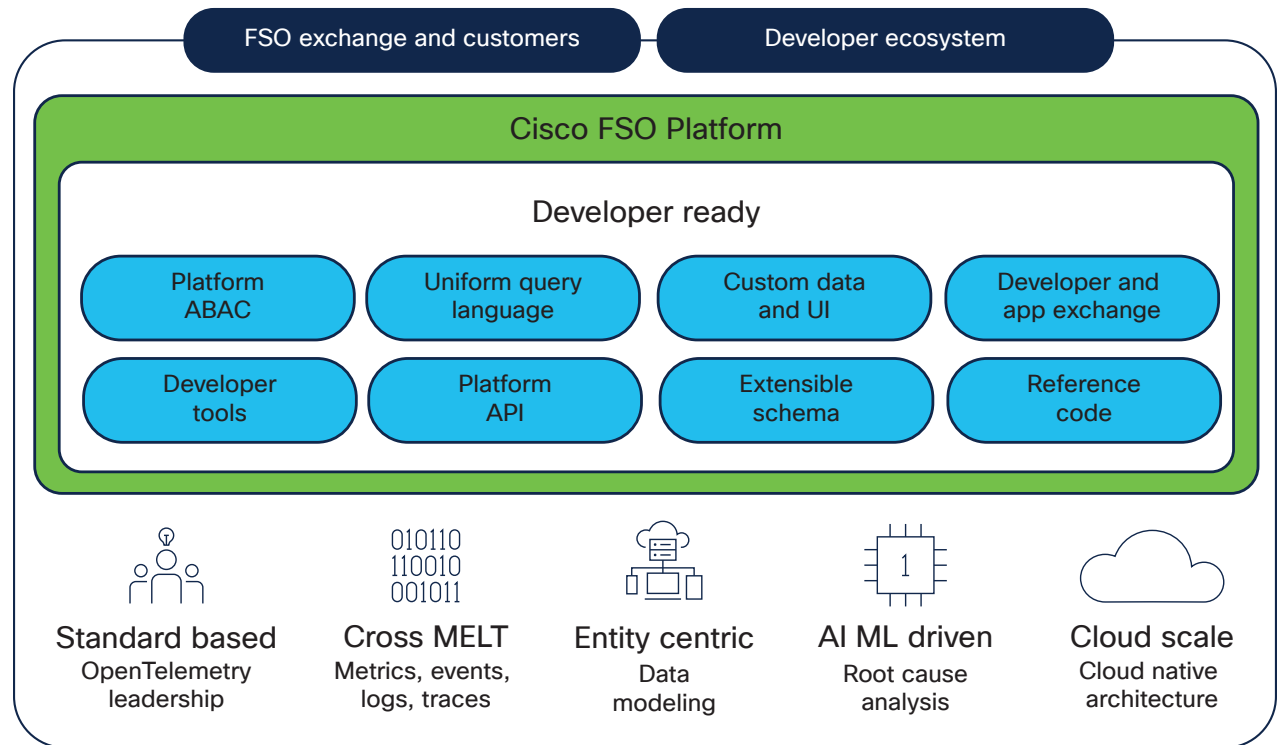 FSO exchange and customers
Developer ecosystem
Cisco FSO Platform
Developer ready
Platform
ABAC
Uniform query
language
Custom data
and UI
Developer and
app exchange
Developer
tools
Platform
API
Extensible
schema
Reference
code
010110
110010
001011
1
Standard based
OpenTelemetry
leadership
Cross MELT
Metrics, events,
logs, traces
Entity centric
Data
modeling
AI ML driven
Root cause
analysis
Cloud scale
Cloud native
architecture